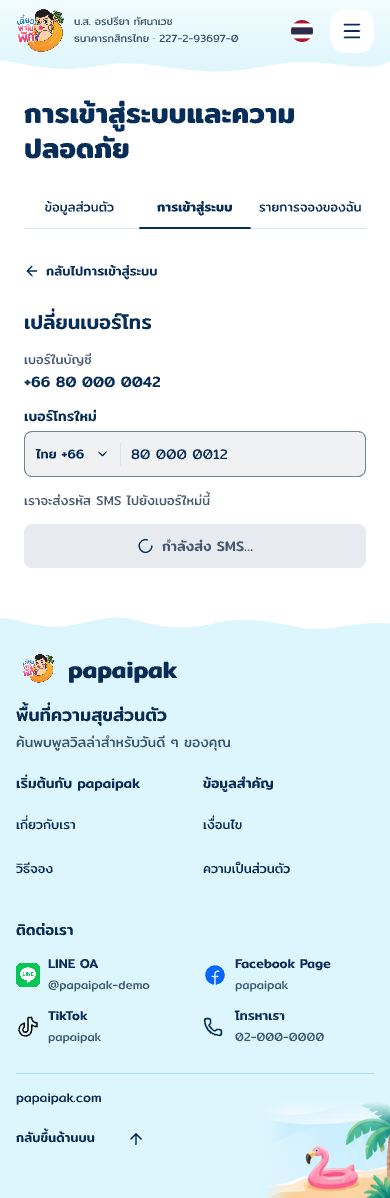 น.ส. อรปรียา ทัศนาเวช
ธนาคารกสิกรไทย · 227-2-93697-0
การเข้าสู่ระบบและความ
ปลอดภัย
ข้อมูลส่วนตัว
การเข้าสู่ระบบ
รายการจองของฉัน
กลับไปการเข้าสู่ระบบ
เปลี่ยนเบอร์โทร
เบอร์ในบัญชี
+66 80 000 0042
เบอร์โทรใหม่
ไทย +66
80 000 0012
เราจะส่งรหัส SMS ไปยังเบอร์ใหม่นี้
กำลังส่ง SMS...
papaipak
พื้นที่ความสุขส่วนตัว
ค้นพบพูลวิลล่าสำหรับวันดี ๆ ของคุณ
เริ่มต้นกับ papaipak
ข้อมูลสำคัญ
เกี่ยวกับเรา
เงื่อนไข
วิธีจอง
ความเป็นส่วนตัว
ติดต่อเรา
LINE OA
@papaipak-demo
Facebook Page
papaipak
TikTok
papaipak
โทรหาเรา
02-000-0000
papaipak.com
กลับขึ้นด้านบน